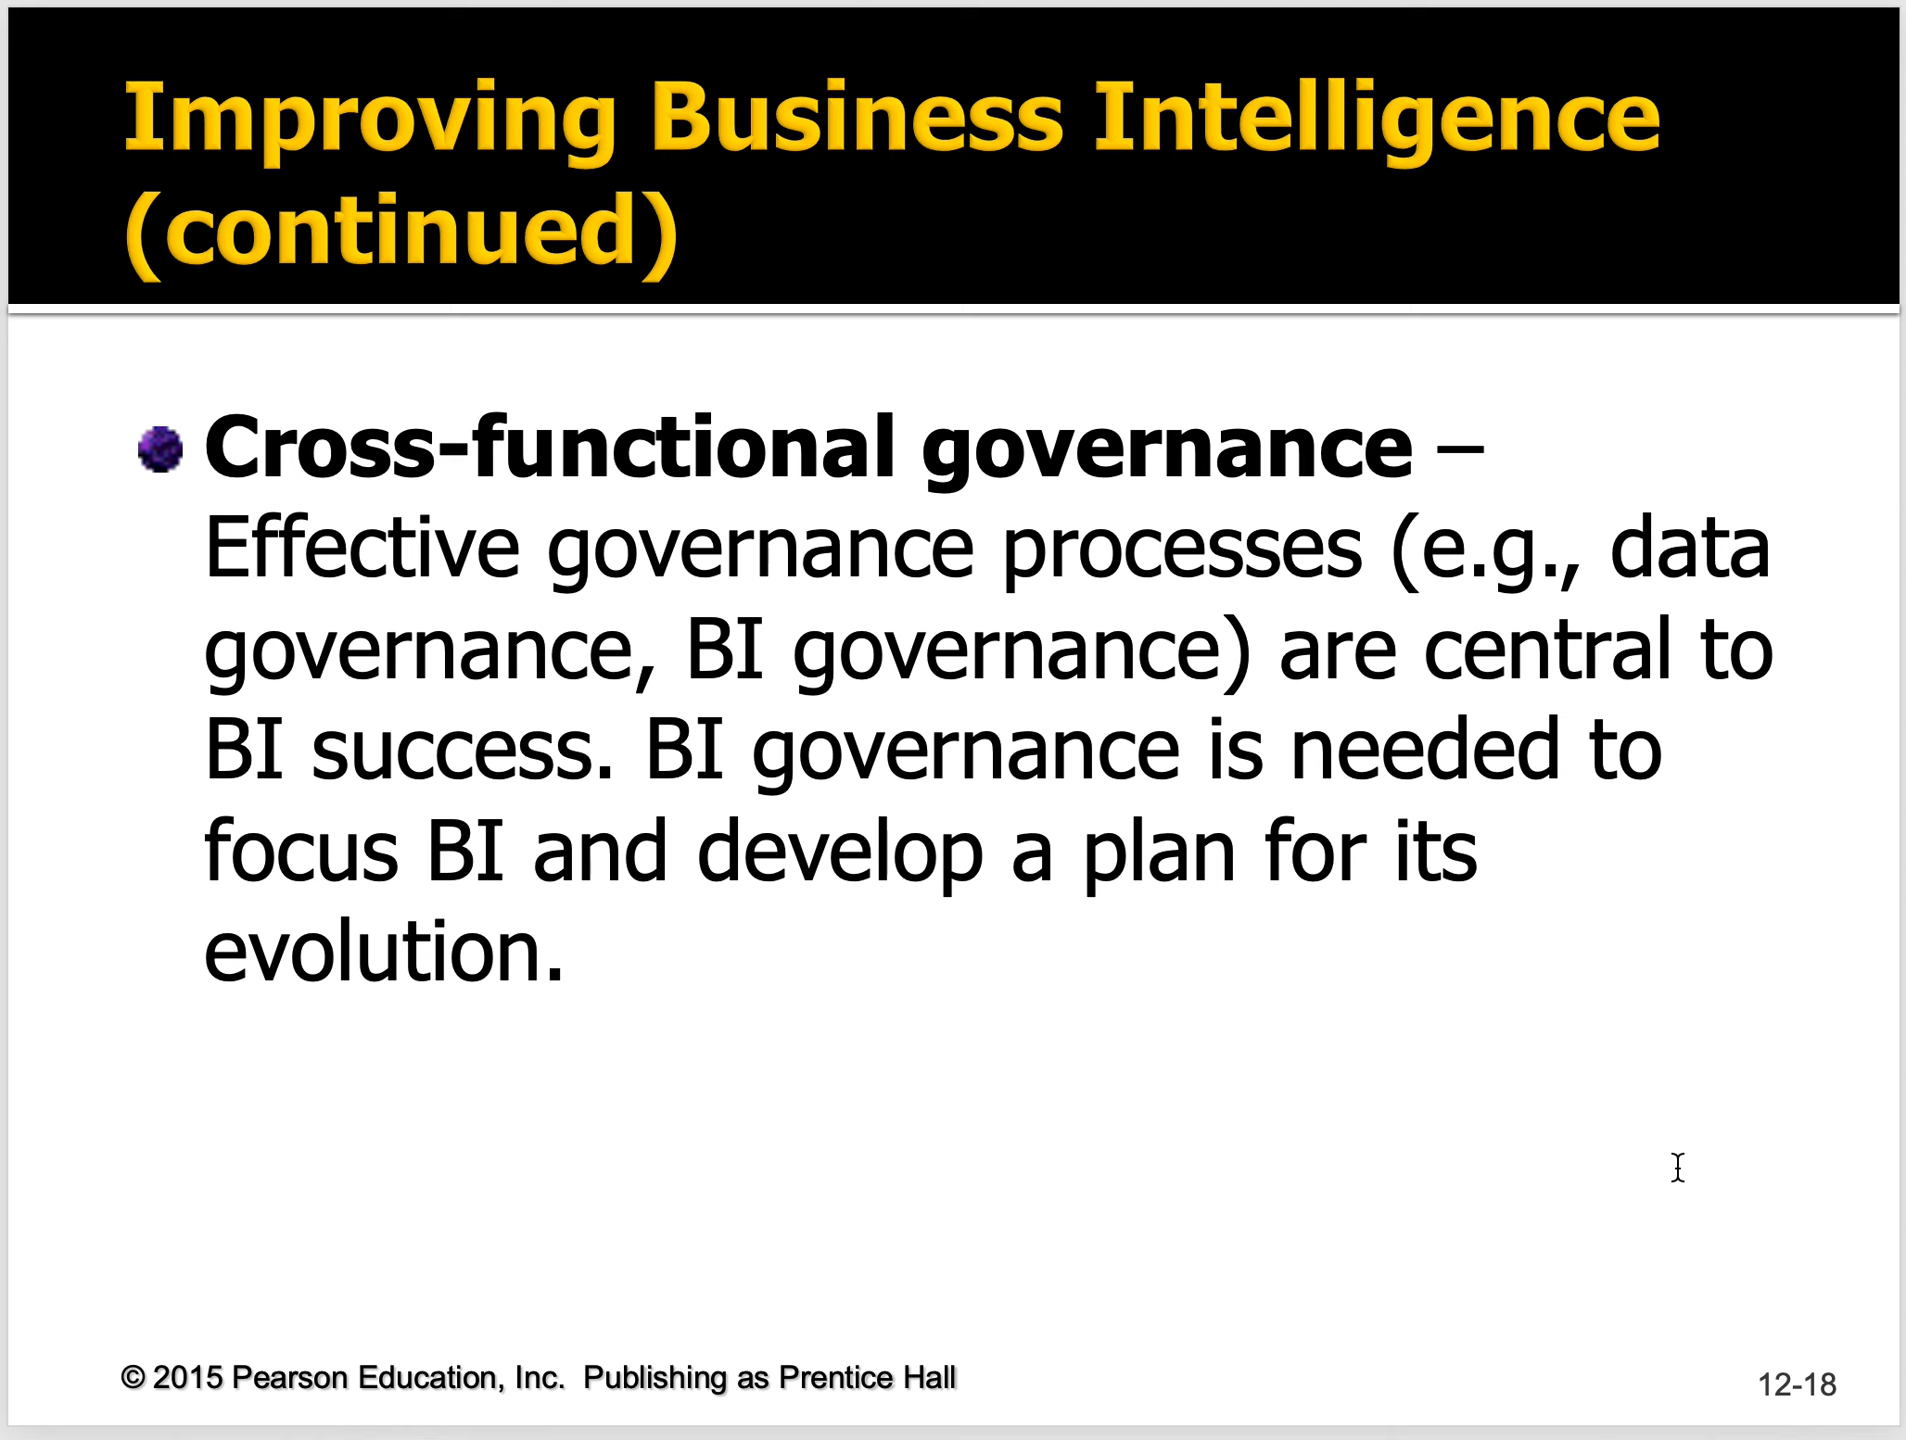 Improving Business Intelligence
(continued)
Cross-functional governance –
Effective governance processes (e.g., data
governance, BI governance) are central to
BI success. BI governance is needed to
focus BI and develop a plan for its
evolution.
© 2015 Pearson Education, Inc.  Publishing as Prentice Hall
12-18